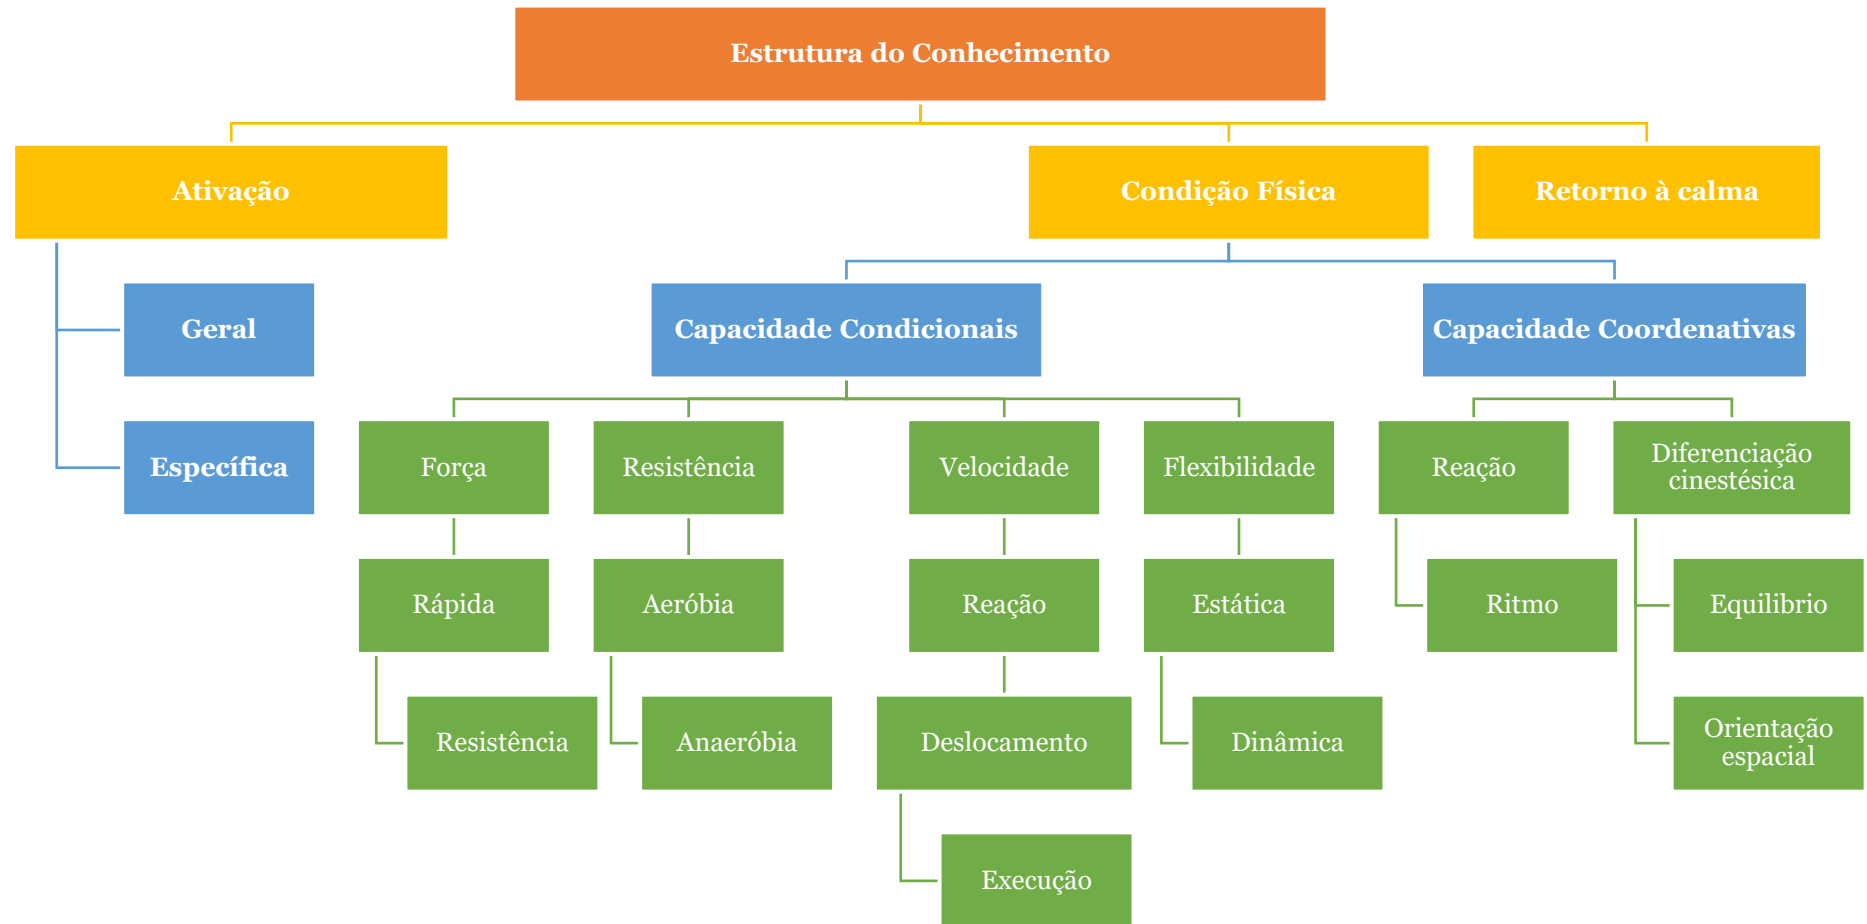 Estrutura do Conhecimento
Ativação
Condição Física
Retorno à calma
Geral
Capacidade Condicionais
Capacidade Coordenativas
Específica
Força
Resistência
Velocidade
Flexibilidade
Reação
Diferenciação
cinestésica
Rápida
Aeróbia
Reação
Estática
Ritmo
Equilibrio
Resistência
Anaeróbia
Deslocamento
Dinâmica
Orientação
espacial
Execução